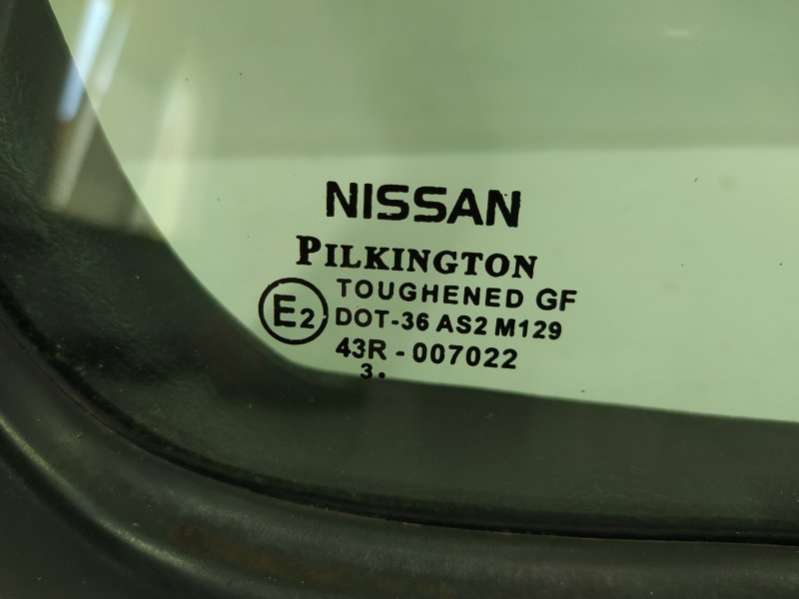 NISSAN
PILKINGTON
TOUGHENED GF
E2 DOT-36 AS2 M129
43R - 007022
3.